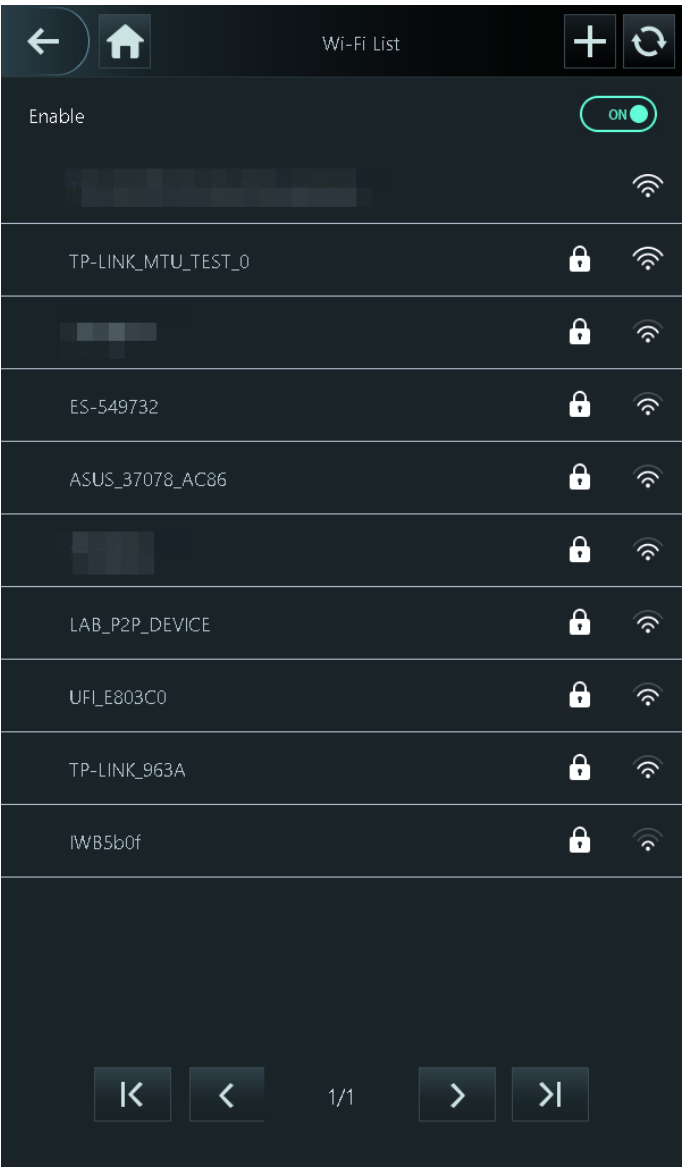 Wi-Fi List
Enable
ON
TP-LINK_MTU_TEST_0
ES-549732
ASUS_37078_AC86
LAB_P2P_DEVICE
UFI_E803C0
TP-LINK_963A
IWB5b0f
1/1